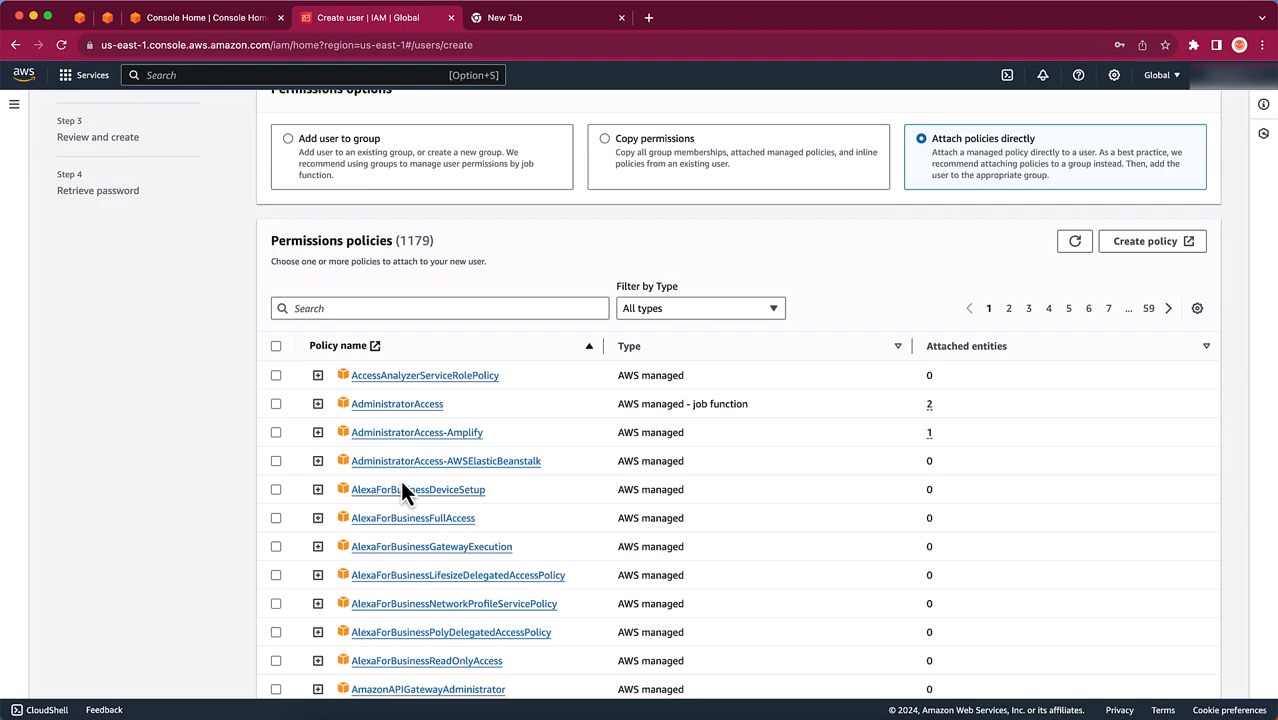 Console Home | Console Hom
Create user | IAM | Global
New Tab
us-east-1.console.aws.amazon.com/iam/home?region=us-east-1#/users/create
aws
Services
Search
[Option+S]
Global
Permissions options
Step 3
Review and create
Step 4
Retrieve password
Add user to group
Add user to an existing group, or create a new group. We
recommend using groups to manage user permissions by job
function.
Copy permissions
Copy all group memberships, attached managed policies, and inline
policies from an existing user.
Attach policies directly
Attach a managed policy directly to a user. As a best practice, we
recommend attaching policies to a group instead. Then, add the
user to the appropriate group.
Permissions policies (1179)
Choose one or more policies to attach to your new user.
Create policy
Filter by Type
Search
All types
1 2 3 4 5 6 7 ... 59
Policy name
Type
Attached entities
AccessAnalyzerServiceRolePolicy AWS managed 0
AdministratorAccess AWS managed - job function 2
AdministratorAccess-Amplify AWS managed 1
AdministratorAccess-AWSElasticBeanstalk AWS managed 0
AlexaForBusinessDeviceSetup AWS managed 0
AlexaForBusinessFullAccess AWS managed 0
AlexaForBusinessGatewayExecution AWS managed 0
AlexaForBusinessLifesizeDelegatedAccessPolicy AWS managed 0
AlexaForBusinessNetworkProfileServicePolicy AWS managed 0
AlexaForBusinessPolyDelegatedAccessPolicy AWS managed 0
AlexaForBusinessReadOnlyAccess AWS managed 0
AmazonAPIGatewayAdministrator AWS managed 0
CloudShell
Feedback
© 2024, Amazon Web Services, Inc. or its affiliates.
Privacy
Terms
Cookie preferences